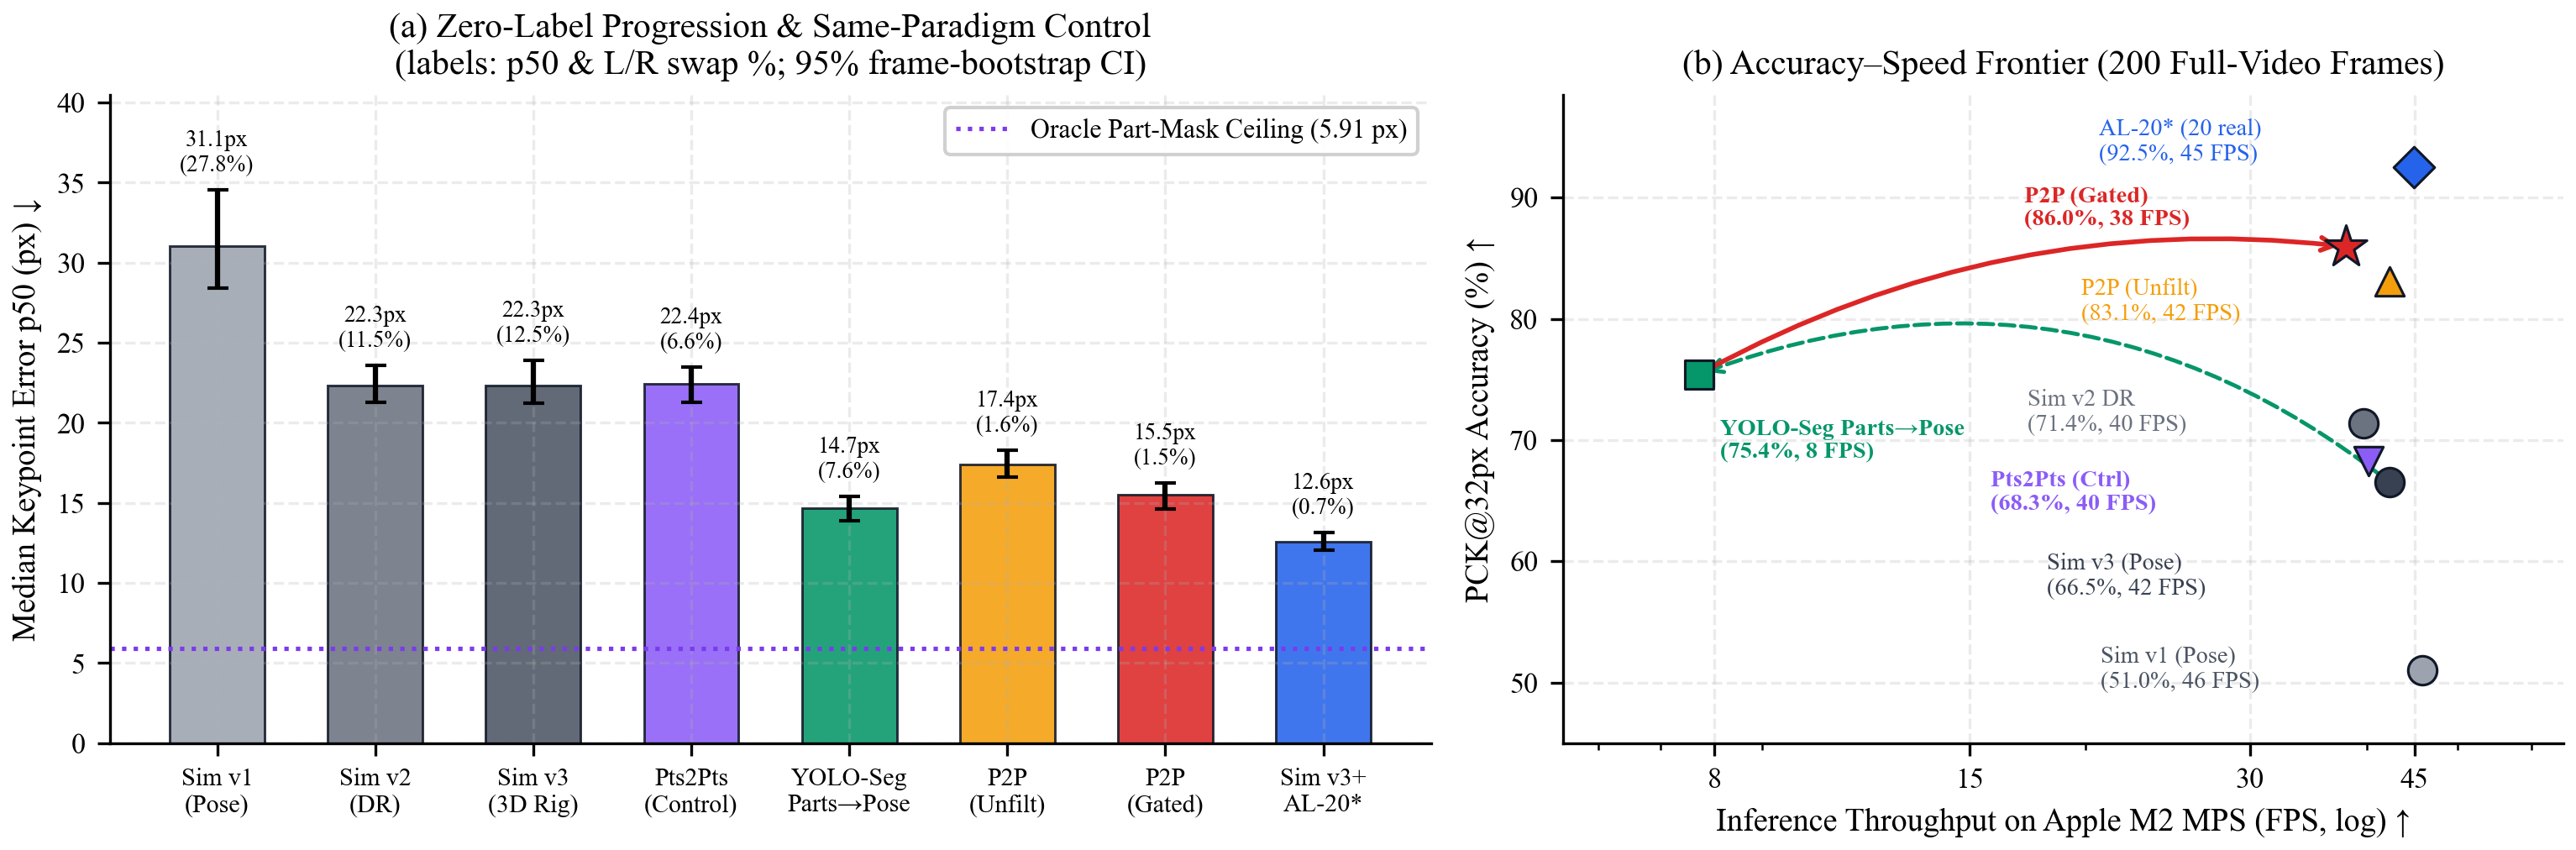 (a) Zero-Label Progression & Same-Paradigm Control
(labels: p50 & L/R swap %; 95% frame-bootstrap CI)
Median Keypoint Error p50 (px) ↓
40
35
30
25
20
15
10
5
0
Oracle Part-Mask Ceiling (5.91 px)
31.1px
(27.8%)
22.3px
(11.5%)
22.3px
(12.5%)
22.4px
(6.6%)
14.7px
(7.6%)
17.4px
(1.6%)
15.5px
(1.5%)
12.6px
(0.7%)
Sim v1
(Pose)
Sim v2
(DR)
Sim v3
(3D Rig)
Pts2Pts
(Control)
YOLO-Seg
Parts→Pose
P2P
(Unfilt)
P2P
(Gated)
Sim v3+
AL-20*
(b) Accuracy–Speed Frontier (200 Full-Video Frames)
PCK@32px Accuracy (%) ↑
90
80
70
60
50
AL-20* (20 real)
(92.5%, 45 FPS)
P2P (Gated)
(86.0%, 38 FPS)
P2P (Unfilt)
(83.1%, 42 FPS)
Sim v2 DR
(71.4%, 40 FPS)
YOLO-Seg Parts→Pose
(75.4%, 8 FPS)
Pts2Pts (Ctrl)
(68.3%, 40 FPS)
Sim v3 (Pose)
(66.5%, 42 FPS)
Sim v1 (Pose)
(51.0%, 46 FPS)
8
15
30
45
Inference Throughput on Apple M2 MPS (FPS, log) ↑